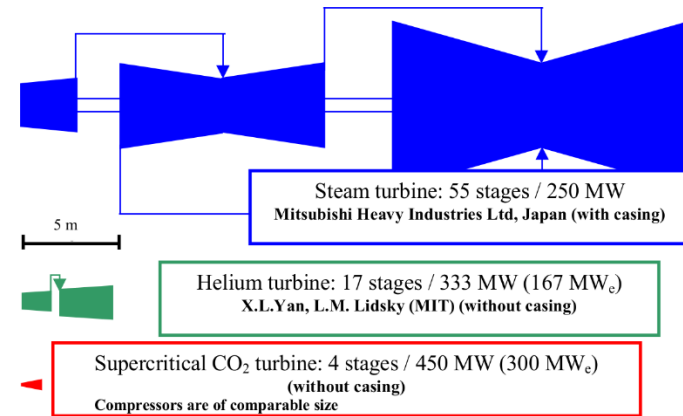 Steam turbine: 55 stages / 250 MW
Mitsubishi Heavy Industries Ltd, Japan (with casing)
5 m
Helium turbine: 17 stages / 333 MW (167 MWₑ)
X.L.Yan, L.M. Lidsky (MIT) (without casing)
Supercritical CO₂ turbine: 4 stages / 450 MW (300 MWₑ)
(without casing)
Compressors are of comparable size